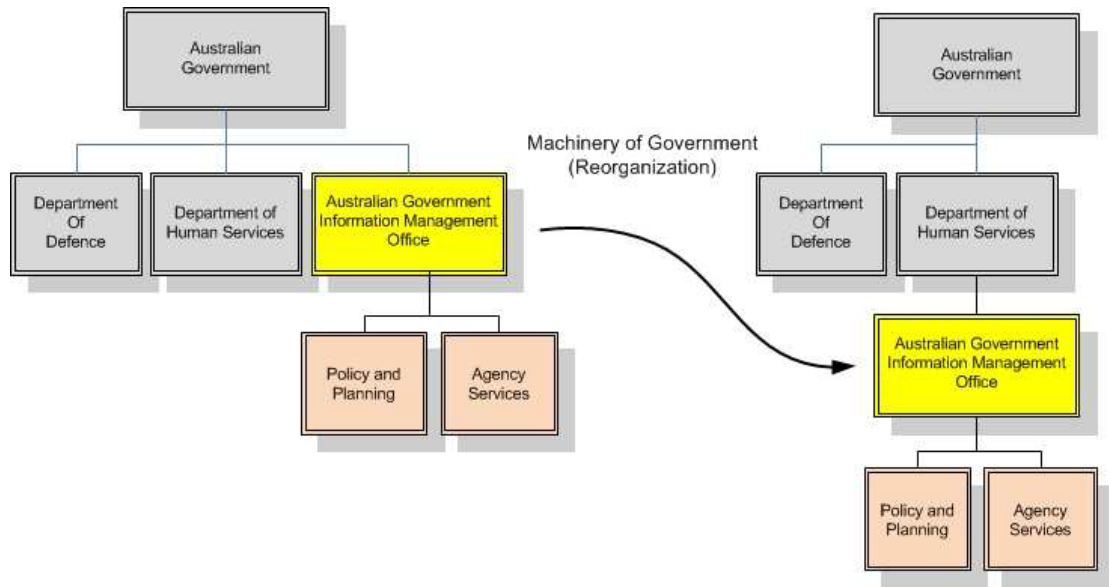 Australian
Government
Department
Of
Defence
Department of
Human Services
Australian Government
Information Management
Office
Policy and
Planning
Agency
Services
Machinery of Government
(Reorganization)
Australian
Government
Department
Of
Defence
Department of
Human Services
Australian Government
Information Management
Office
Policy and
Planning
Agency
Services